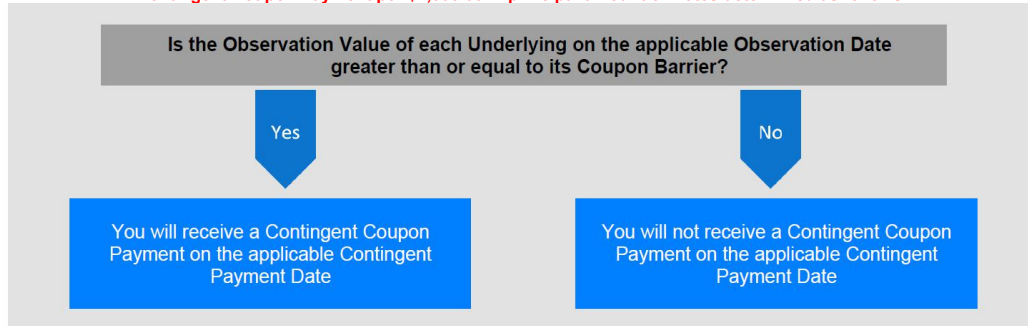 Is the Observation Value of each Underlying on the applicable Observation Date
greater than or equal to its Coupon Barrier?
Yes
No
You will receive a Contingent Coupon
Payment on the applicable Contingent
Payment Date
You will not receive a Contingent Coupon
Payment on the applicable Contingent
Payment Date